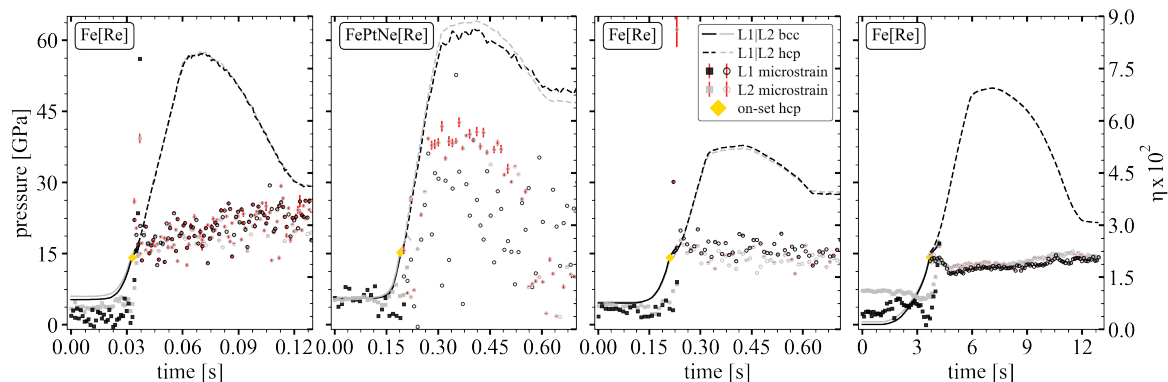 Fe[Re]
FePtNe[Re]
Fe[Re]
Fe[Re]
L1|L2 bcc
L1|L2 hcp
L1 microstrain
L2 microstrain
on-set hcp
pressure [GPa]
60
45
30
15
0
9.0
7.5
6.0
4.5
3.0
1.5
0.0
η x 10²
0.00 0.03 0.06 0.09 0.12
0.00 0.15 0.30 0.45 0.60
0.00 0.20 0.40 0.60
0 3 6 9 12
time [s]
time [s]
time [s]
time [s]